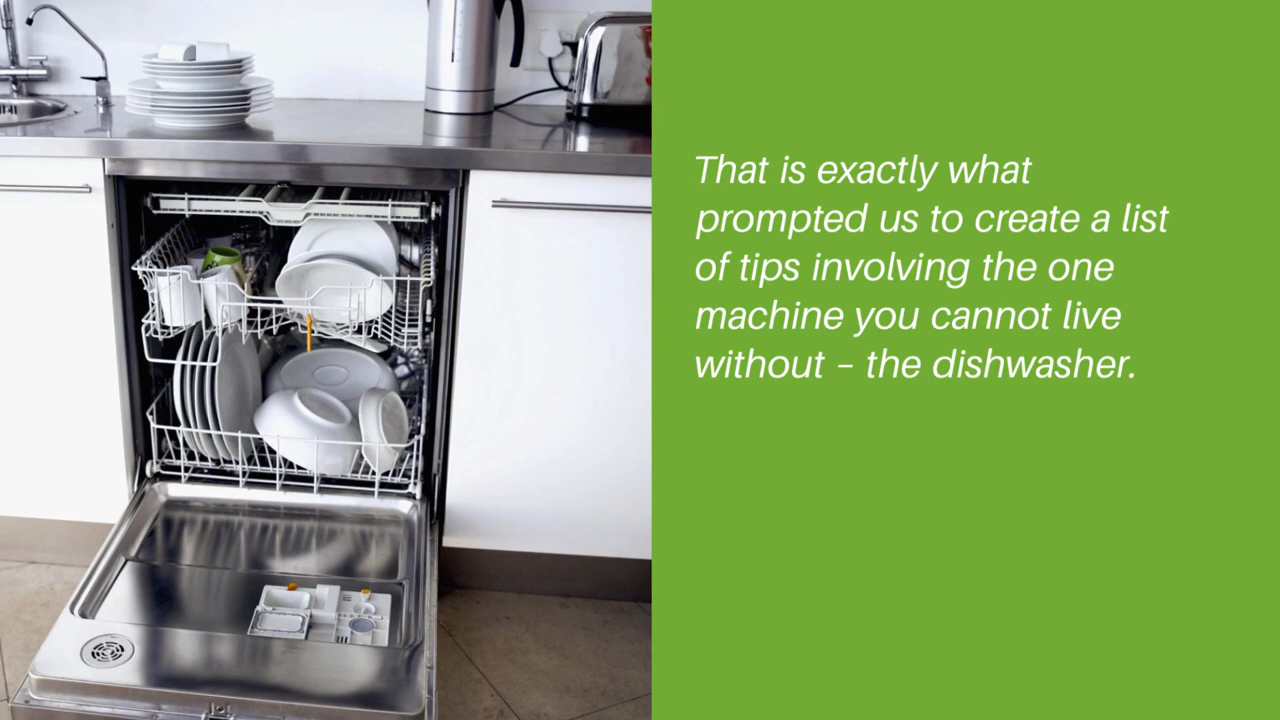 That is exactly what
prompted us to create a list
of tips involving the one
machine you cannot live
without – the dishwasher.